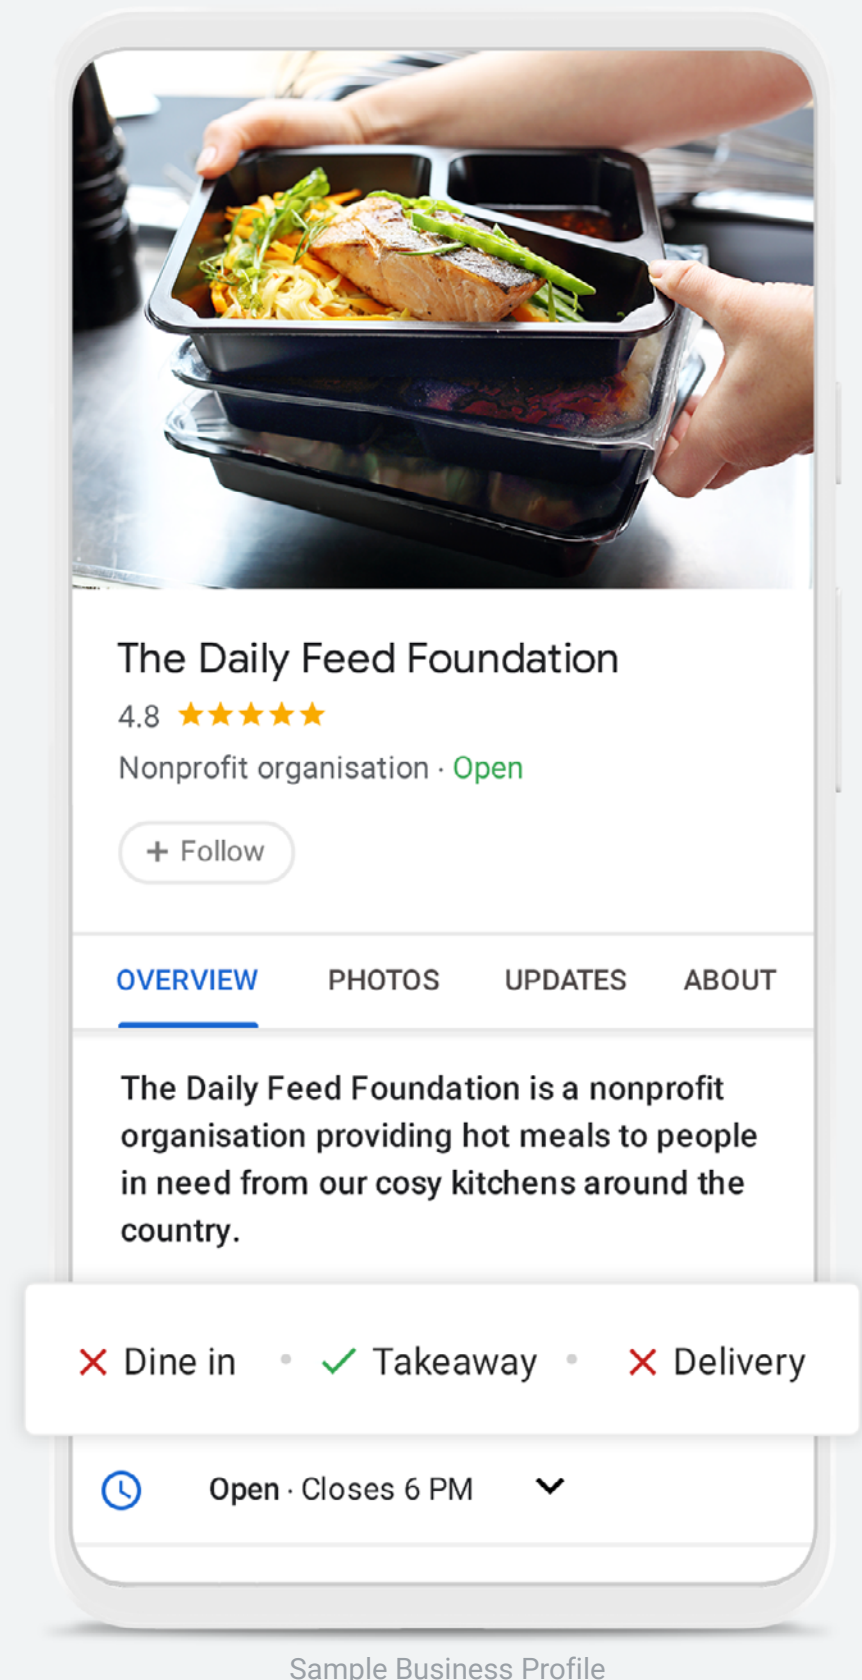 The Daily Feed Foundation
4.8
Nonprofit organisation · Open
+ Follow
OVERVIEW PHOTOS UPDATES ABOUT
The Daily Feed Foundation is a nonprofit
organisation providing hot meals to people
in need from our cosy kitchens around the
country.
Dine in • Takeaway • Delivery
Open · Closes 6 PM
Sample Business Profile